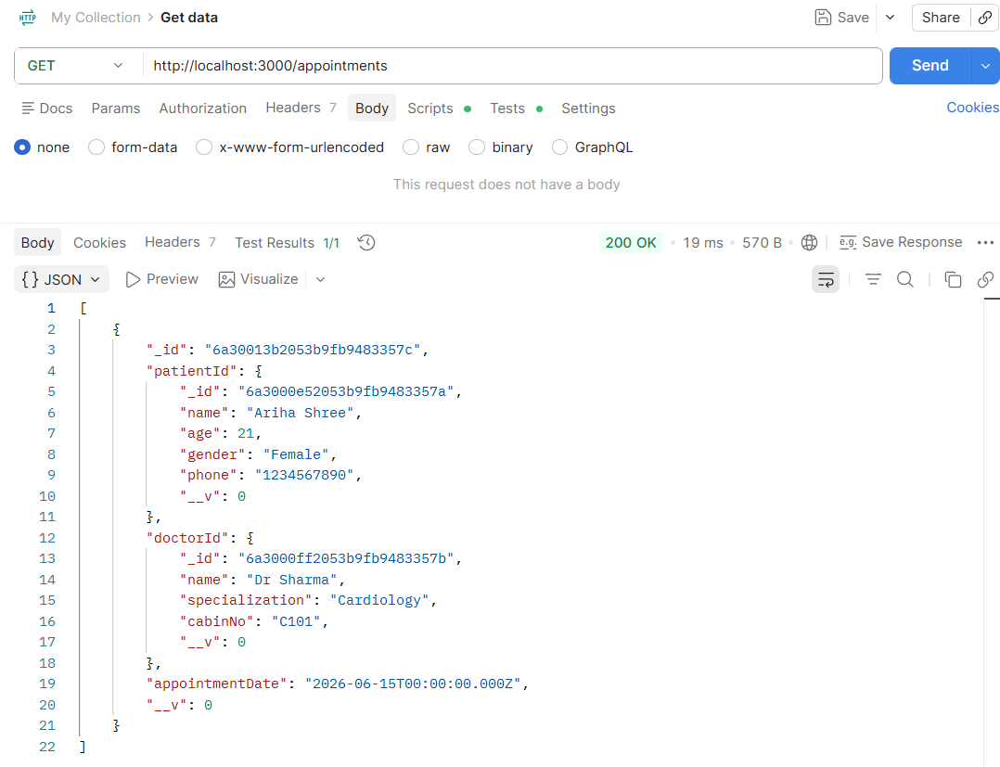 HTTP My Collection > Get data Save Share
GET http://localhost:3000/appointments Send
Docs Params Authorization Headers 7 Body Scripts Tests Settings Cookies
none form-data x-www-form-urlencoded raw binary GraphQL
This request does not have a body
Body Cookies Headers 7 Test Results 1/1 200 OK • 19 ms • 570 B • e.g. Save Response •••
{} JSON Preview Visualize
1 [
2 {
3 "_id": "6a30013b2053b9fb9483357c",
4 "patientId": {
5 "_id": "6a3000e52053b9fb9483357a",
6 "name": "Ariha Shree",
7 "age": 21,
8 "gender": "Female",
9 "phone": "1234567890",
10 "__v": 0
11 },
12 "doctorId": {
13 "_id": "6a3000ff2053b9fb9483357b",
14 "name": "Dr Sharma",
15 "specialization": "Cardiology",
16 "cabinNo": "C101",
17 "__v": 0
18 },
19 "appointmentDate": "2026-06-15T00:00:00.000Z",
20 "__v": 0
21 }
22 ]